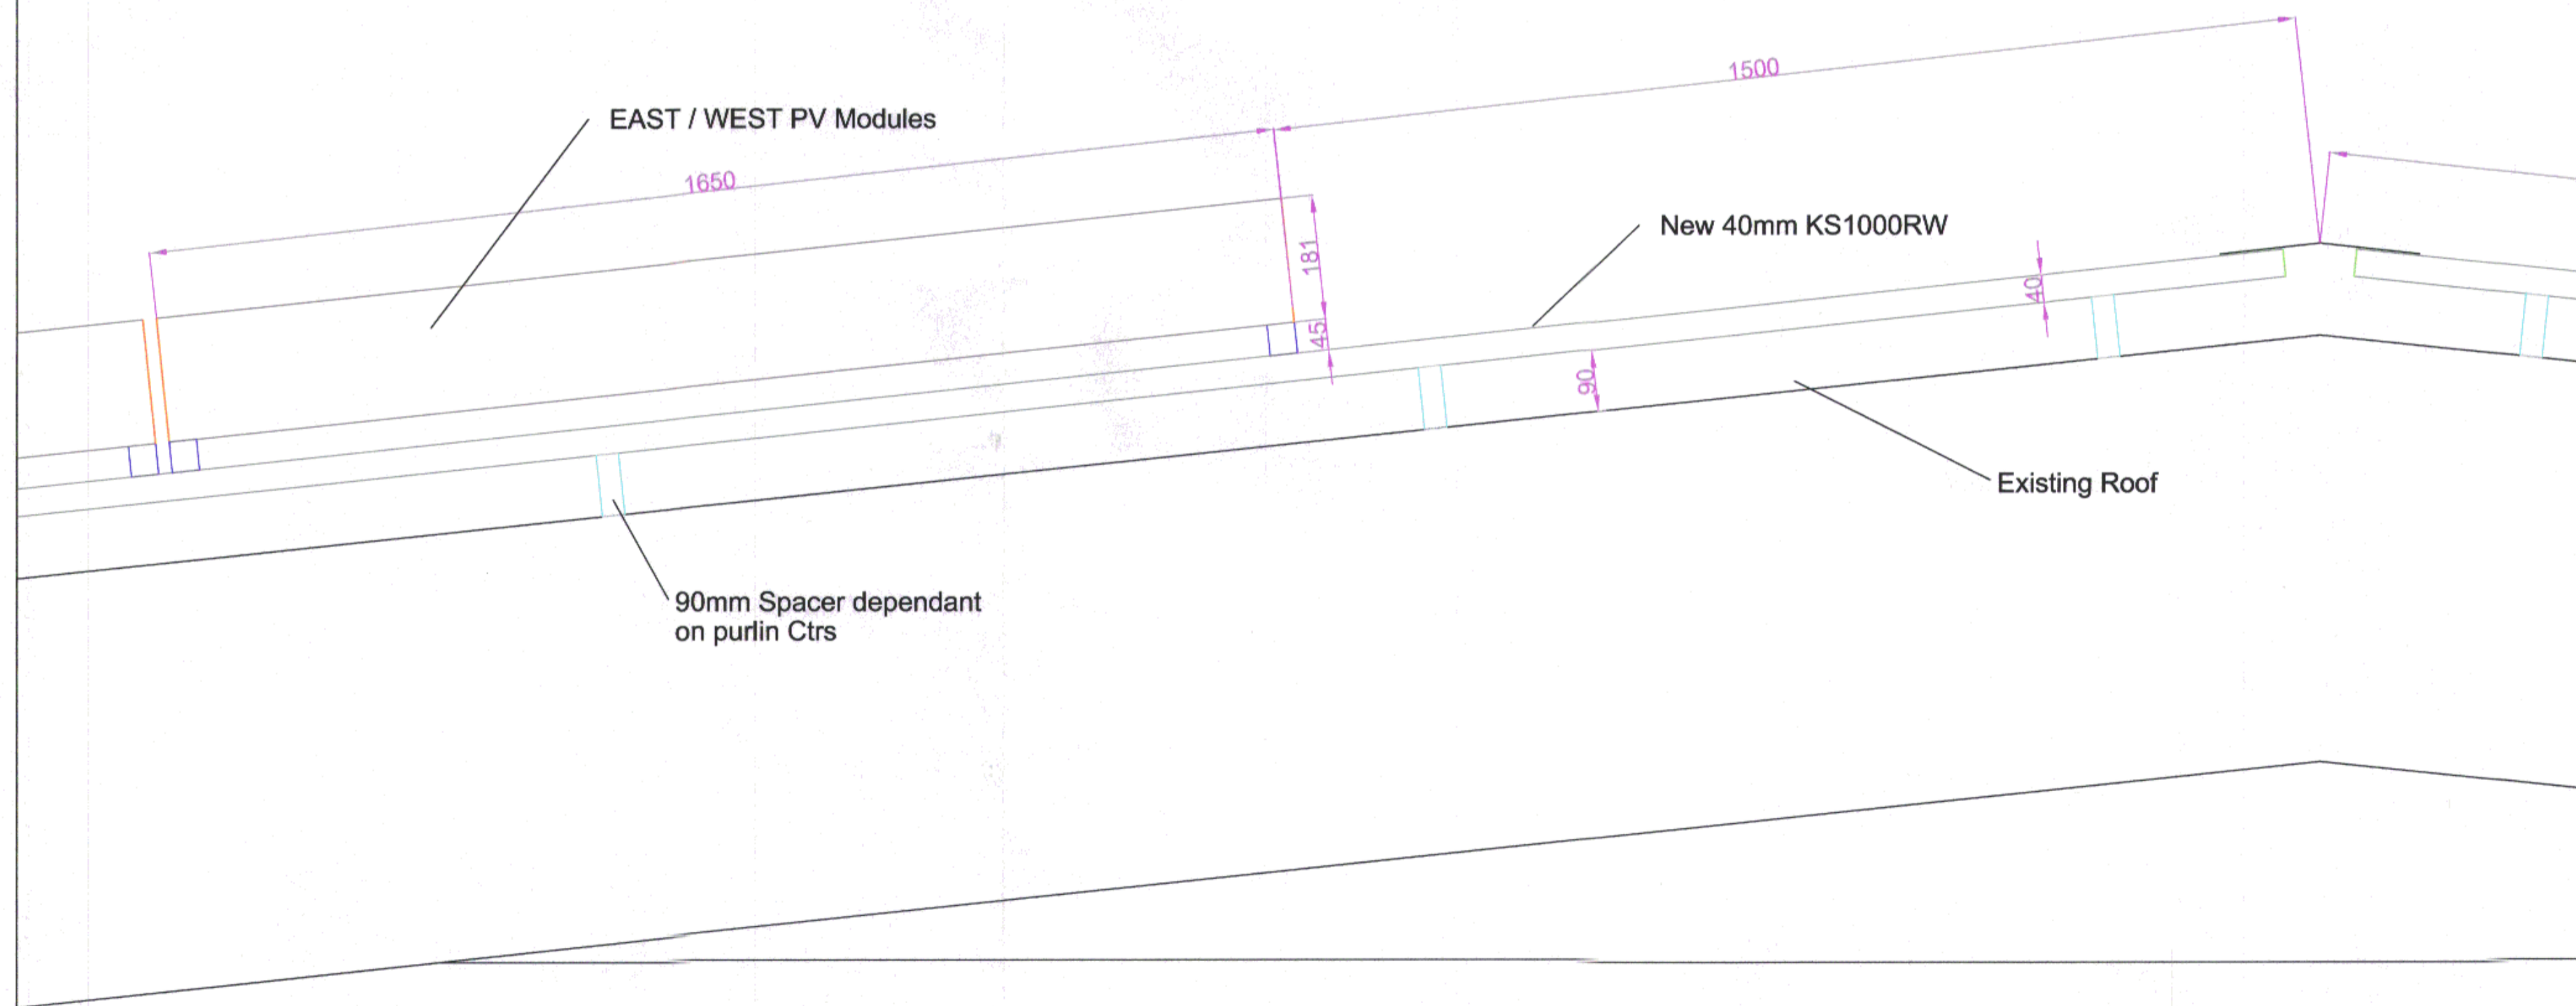 1500
EAST / WEST PV Modules
1650
New 40mm KS1000RW
181
40
45
90
Existing Roof
90mm Spacer dependant
on purlin Ctrs